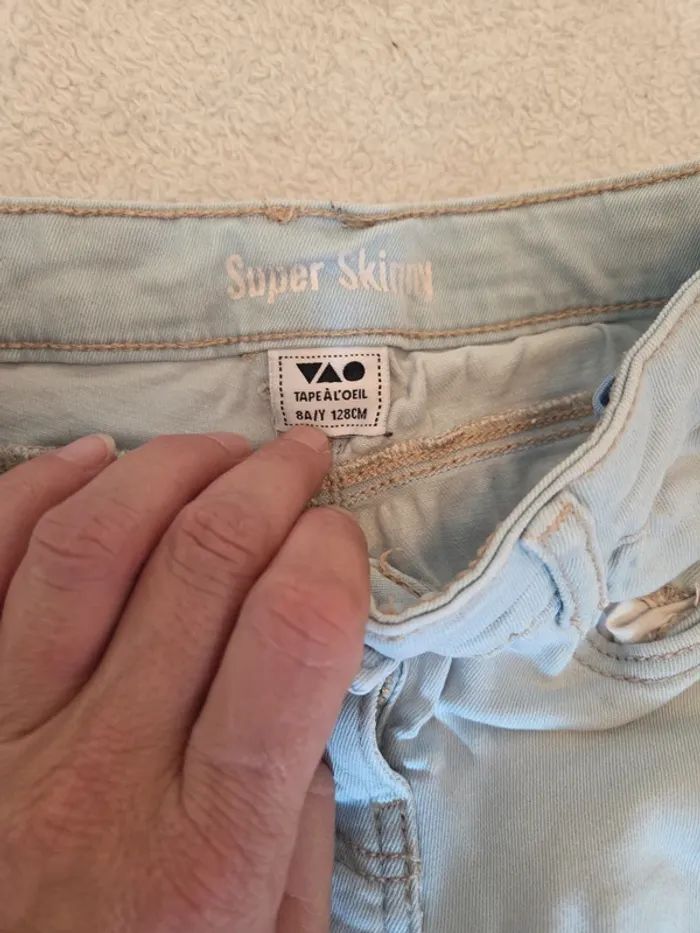 Super Skinny
TAPE À L'OEIL
8A/Y 128CM